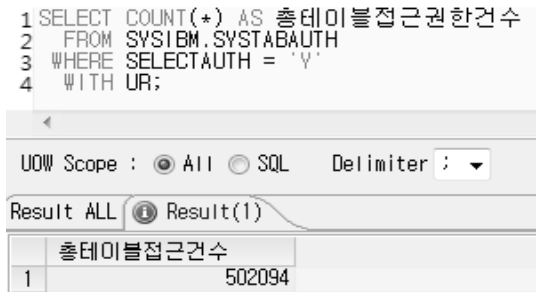 1 SELECT COUNT(*) AS 총테이블접근권한건수
2 FROM SYSIBM.SYSTABAUTH
3 WHERE SELECTAUTH = 'Y'
4 WITH UR;
UOW Scope : All SQL Delimiter ;
Result ALL Result(1)
총테이블접근건수
1 502094